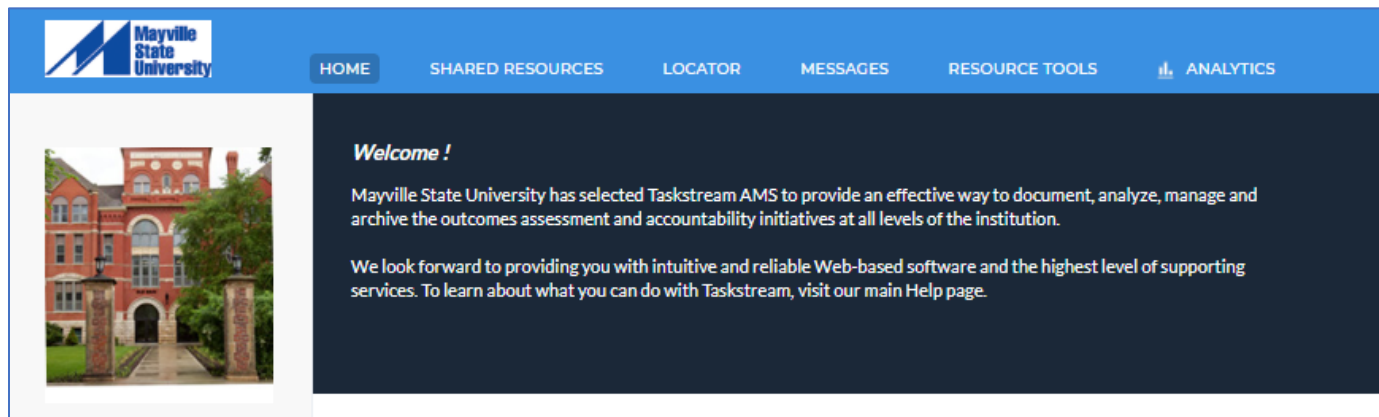 Mayville
State
University
HOME SHARED RESOURCES LOCATOR MESSAGES RESOURCE TOOLS ANALYTICS
Welcome !
Mayville State University has selected Taskstream AMS to provide an effective way to document, analyze, manage and
archive the outcomes assessment and accountability initiatives at all levels of the institution.
We look forward to providing you with intuitive and reliable Web-based software and the highest level of supporting
services. To learn about what you can do with Taskstream, visit our main Help page.